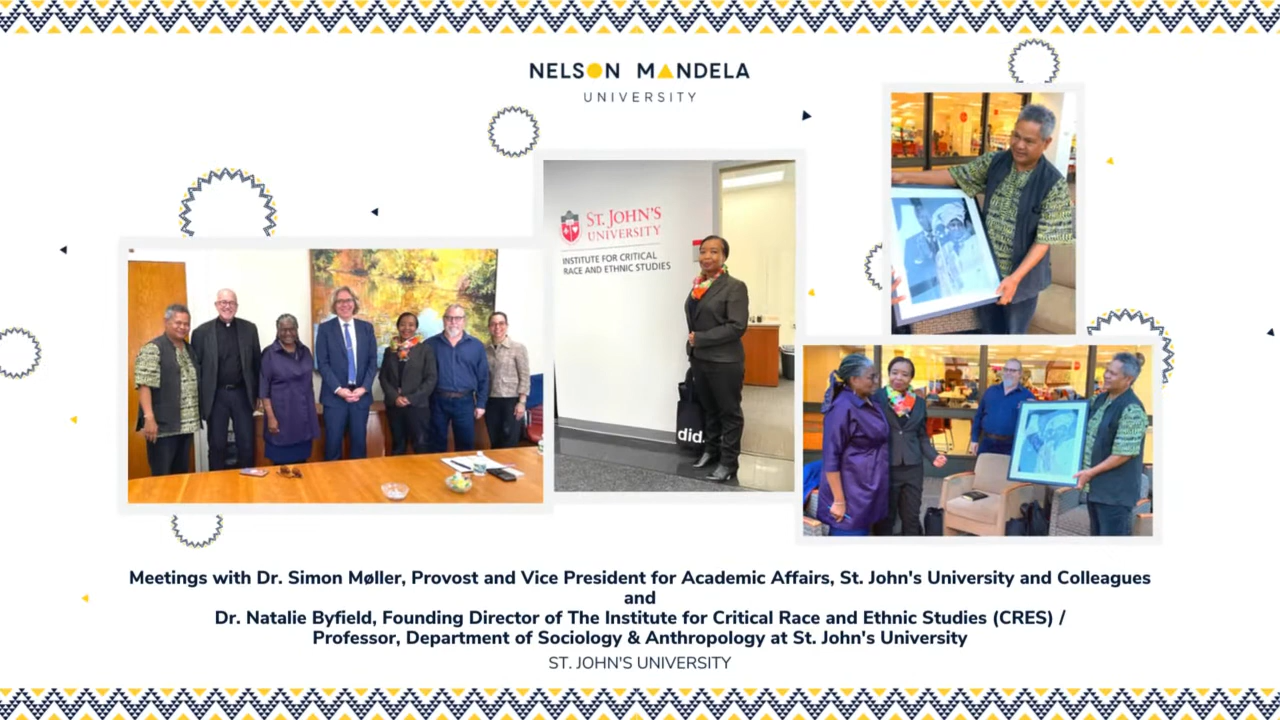 NELSON MANDELA
UNIVERSITY
ST. JOHN'S
UNIVERSITY
INSTITUTE FOR CRITICAL
RACE AND ETHNIC STUDIES
did.
Meetings with Dr. Simon Møller, Provost and Vice President for Academic Affairs, St. John's University and Colleagues
and
Dr. Natalie Byfield, Founding Director of The Institute for Critical Race and Ethnic Studies (CRES) /
Professor, Department of Sociology & Anthropology at St. John's University
ST. JOHN'S UNIVERSITY